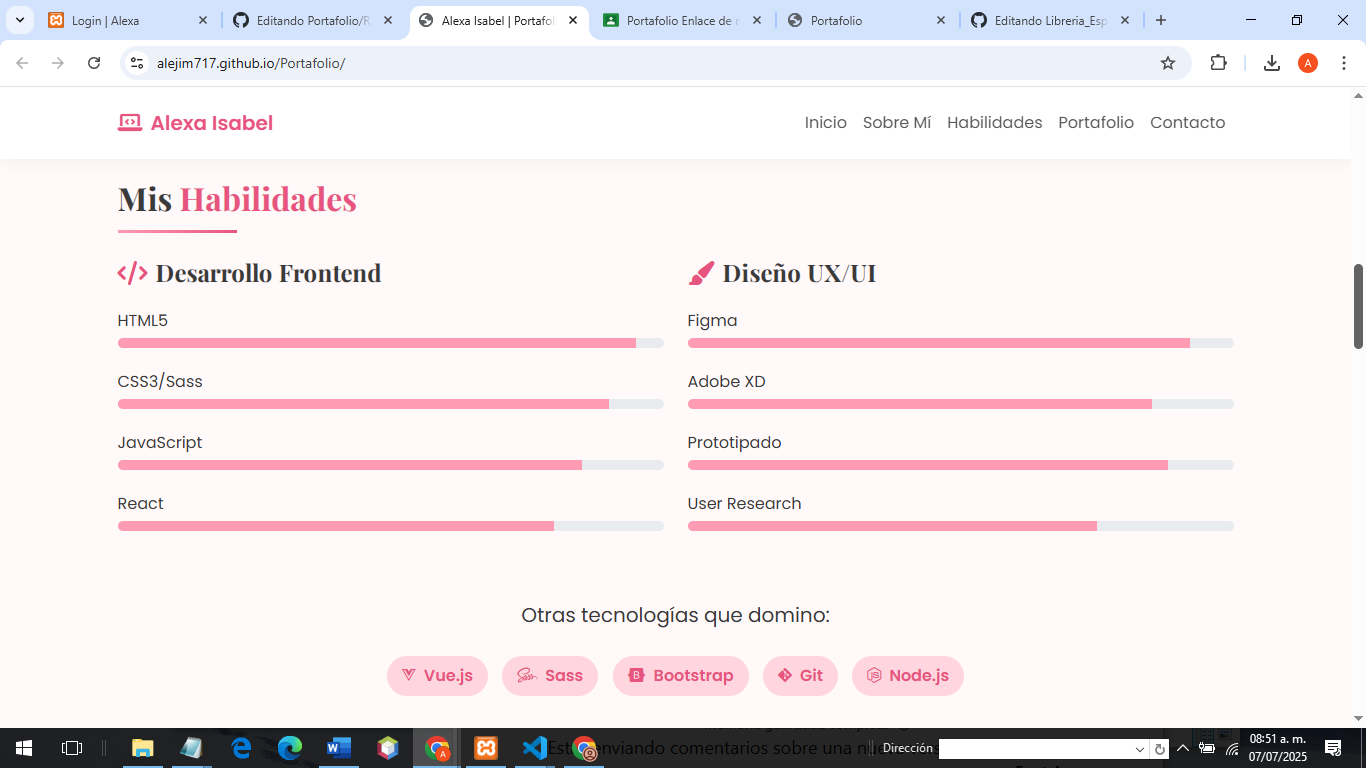 Login | Alexa
Editando Portafolio/R
Alexa Isabel | Portafol
Portafolio Enlace de
Portafolio
Editando Libreria_Esp
alejim717.github.io/Portafolio/
A
Alexa Isabel
Inicio Sobre Mí Habilidades Portafolio Contacto
Mis Habilidades
Desarrollo Frontend
HTML5
CSS3/Sass
JavaScript
React
Diseño UX/UI
Figma
Adobe XD
Prototipado
User Research
Otras tecnologías que domino:
Vue.js Sass Bootstrap Git Node.js
enviando comentarios sobre una
Dirección
08:51 a. m.
07/07/2025